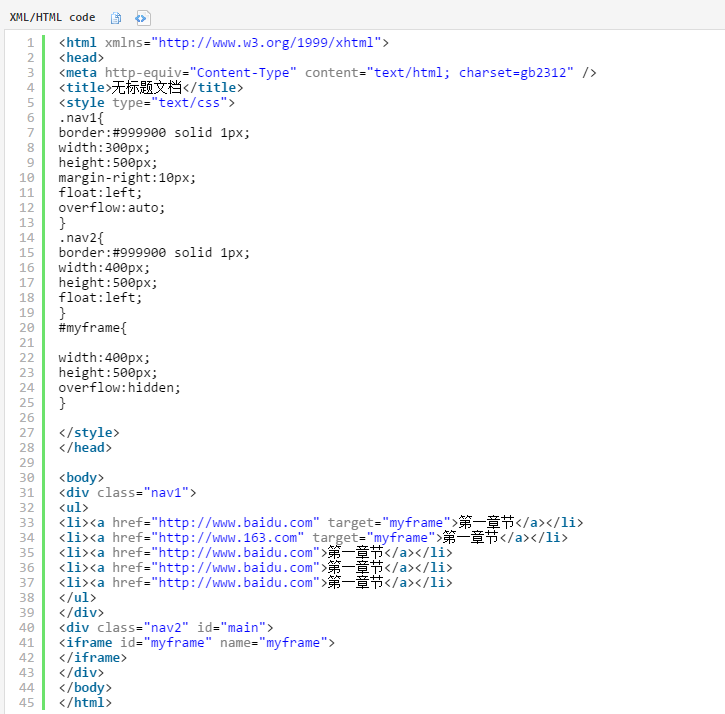 XML/HTML code
1 <html xmlns="http://www.w3.org/1999/xhtml">
2 <head>
3 <meta http-equiv="Content-Type" content="text/html; charset=gb2312" />
4 <title>无标题文档</title>
5 <style type="text/css">
6 .nav1{
7 border:#999900 solid 1px;
8 width:300px;
9 height:500px;
10 margin-right:10px;
11 float:left;
12 overflow:auto;
13 }
14 .nav2{
15 border:#999900 solid 1px;
16 width:400px;
17 height:500px;
18 float:left;
19 }
20 #myframe{
21
22 width:400px;
23 height:500px;
24 overflow:hidden;
25 }
26
27 </style>
28 </head>
29
30 <body>
31 <div class="nav1">
32 <ul>
33 <li><a href="http://www.baidu.com" target="myframe">第一章节</a></li>
34 <li><a href="http://www.163.com" target="myframe">第一章节</a></li>
35 <li><a href="http://www.baidu.com">第一章节</a></li>
36 <li><a href="http://www.baidu.com">第一章节</a></li>
37 <li><a href="http://www.baidu.com">第一章节</a></li>
38 </ul>
39 </div>
40 <div class="nav2" id="main">
41 <iframe id="myframe" name="myframe">
42 </iframe>
43 </div>
44 </body>
45 </html>